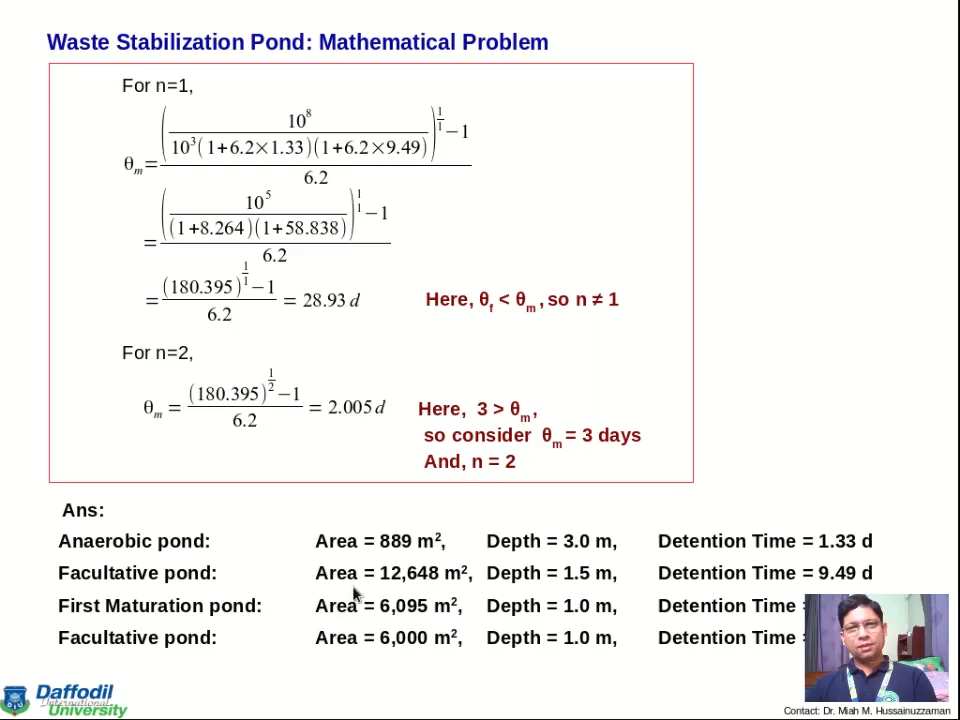 Waste Stabilization Pond: Mathematical Problem
For n=1,
θm = ((10^8 / 10^3(1+6.2×1.33)(1+6.2×9.49))^(1/1) −1) / 6.2
= ((10^5 / (1+8.264)(1+58.838))^(1/1) −1) / 6.2
= ((180.395)^(1/1) −1) / 6.2 = 28.93 d
Here, θf < θm , so n ≠ 1
For n=2,
θm = ((180.395)^(1/2) −1) / 6.2 = 2.005 d
Here, 3 > θm ,
so consider θm = 3 days
And, n = 2
Ans:
Anaerobic pond: Area = 889 m², Depth = 3.0 m, Detention Time = 1.33 d
Facultative pond: Area = 12,648 m², Depth = 1.5 m, Detention Time = 9.49 d
First Maturation pond: Area = 6,095 m², Depth = 1.0 m, Detention Time =
Facultative pond: Area = 6,000 m², Depth = 1.0 m, Detention Time =
Daffodil
International
University
Contact: Dr. Miah M. Hussainuzzaman